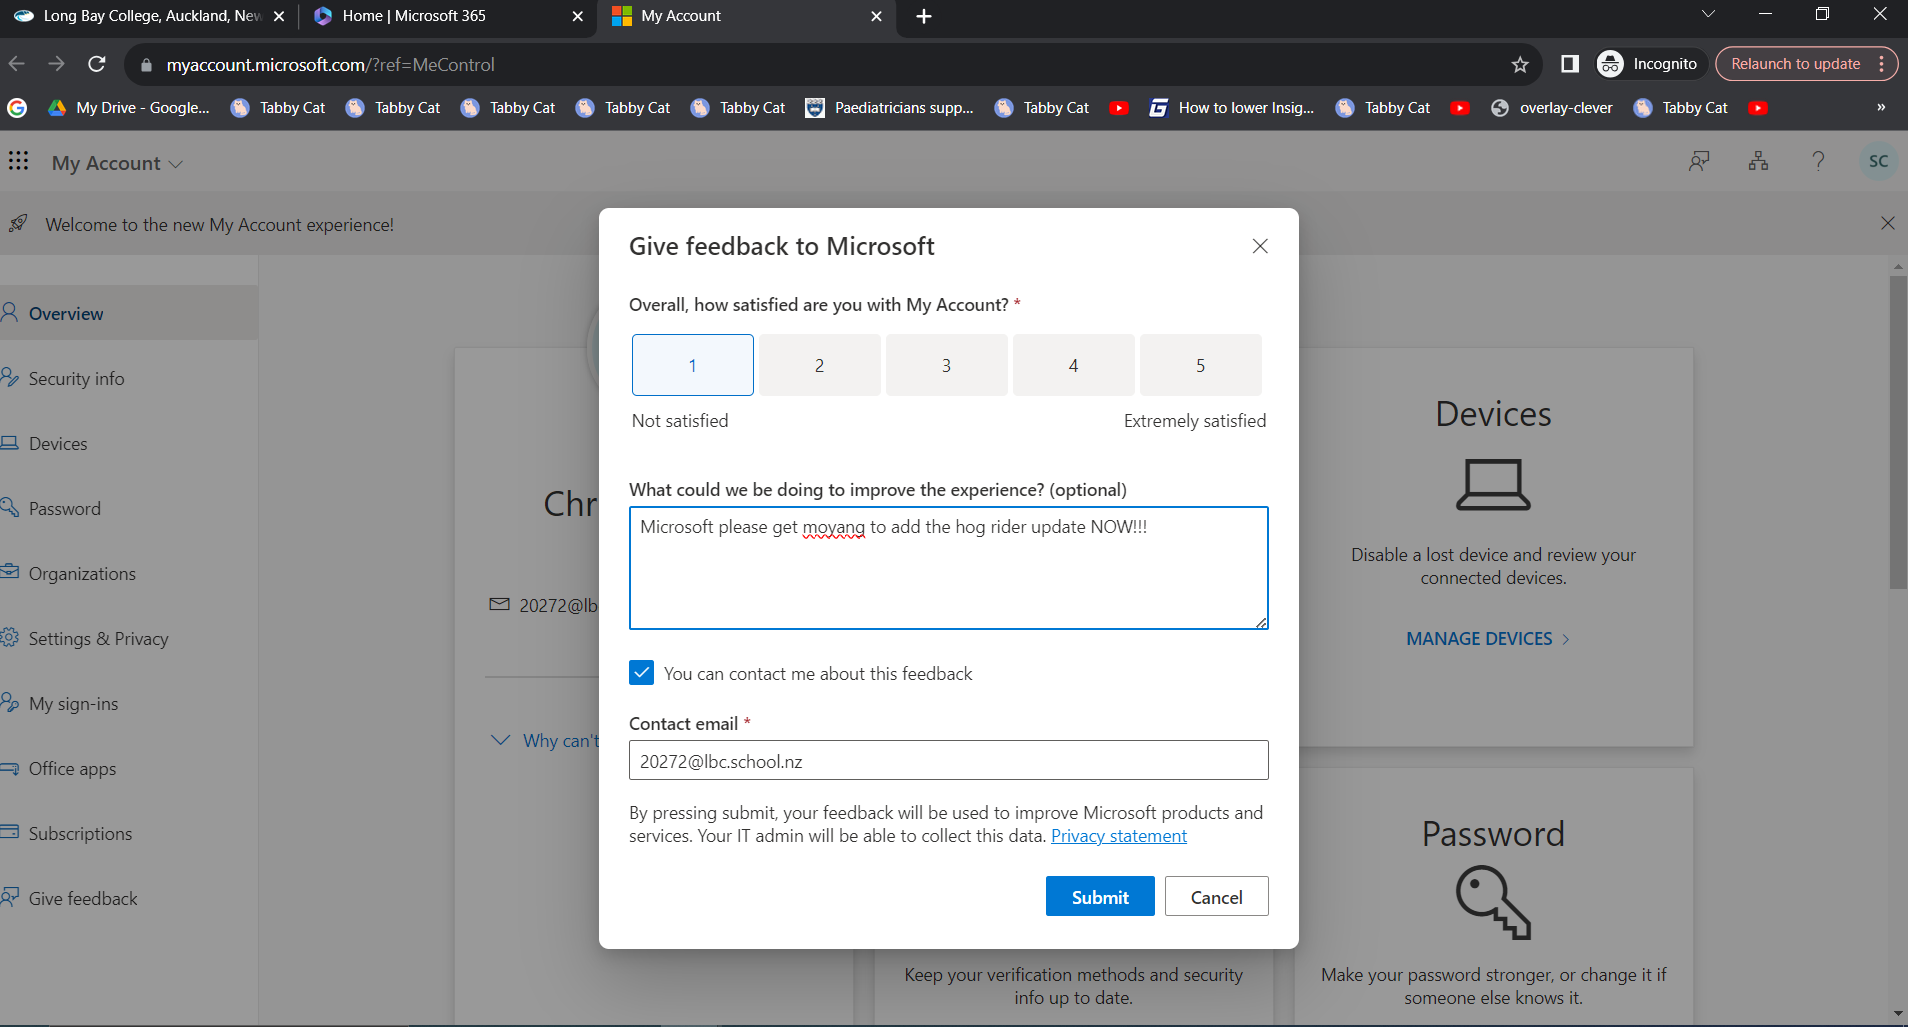 Long Bay College, Auckland, New
Home | Microsoft 365
My Account
myaccount.microsoft.com/?ref=MeControl
Incognito
Relaunch to update
My Drive - Google...
Tabby Cat
Tabby Cat
Tabby Cat
Tabby Cat
Tabby Cat
Paediatricians supp...
Tabby Cat
How to lower Insig...
Tabby Cat
overlay-clever
Tabby Cat
»
My Account
SC
Welcome to the new My Account experience!
Overview
Security info
Devices
Password
Organizations
Settings & Privacy
My sign-ins
Office apps
Subscriptions
Give feedback
Chr
20272@lb
Why can't
Give feedback to Microsoft
Overall, how satisfied are you with My Account? *
1 2 3 4 5
Not satisfied Extremely satisfied
What could we be doing to improve the experience? (optional)
Microsoft please get moyang to add the hog rider update NOW!!!
You can contact me about this feedback
Contact email *
20272@lbc.school.nz
By pressing submit, your feedback will be used to improve Microsoft products and
services. Your IT admin will be able to collect this data. Privacy statement
Submit Cancel
Keep your verification methods and security
info up to date.
Devices
Disable a lost device and review your
connected devices.
MANAGE DEVICES
Password
Make your password stronger, or change it if
someone else knows it.